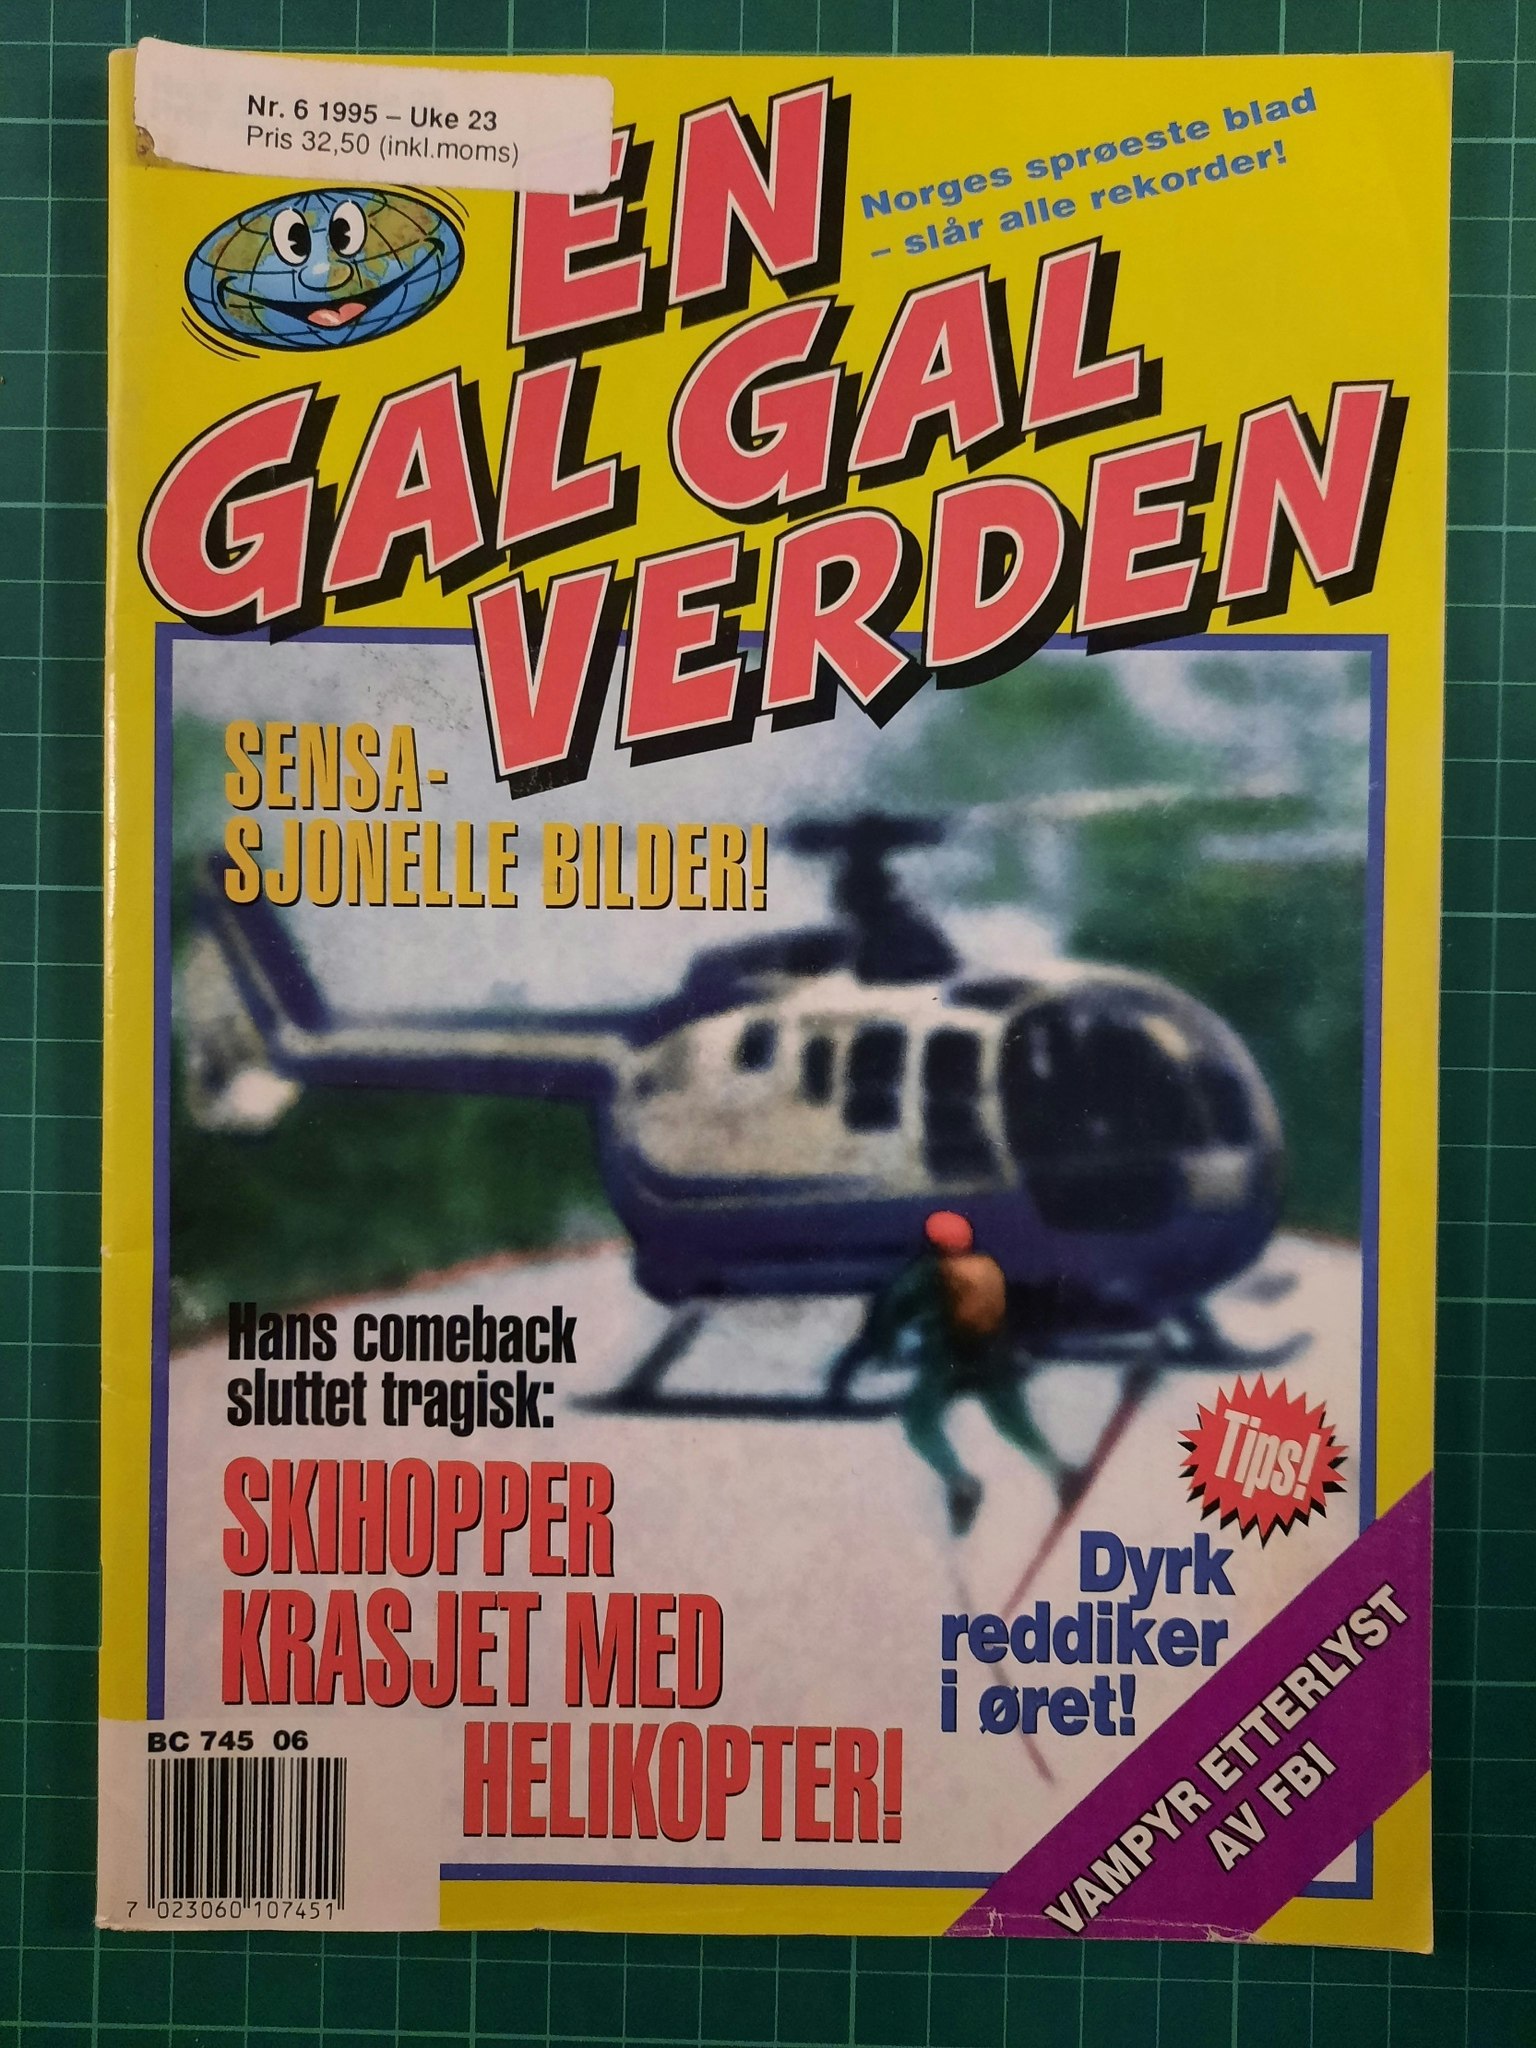 Nr. 6 1995 – Uke 23
Pris 32,50 (inkl.moms)
Norges sprøeste blad
– slår alle rekorder!
EN
GAL GAL
VERDEN
SENSA-
SJONELLE BILDER!
Hans comeback
sluttet tragisk:
SKIHOPPER
KRASJET MED
HELIKOPTER!
Tips!
Dyrk
reddiker
i øret!
VAMPYR ETTERLYST
AV FBI
BC 745 06
7 023060 107451